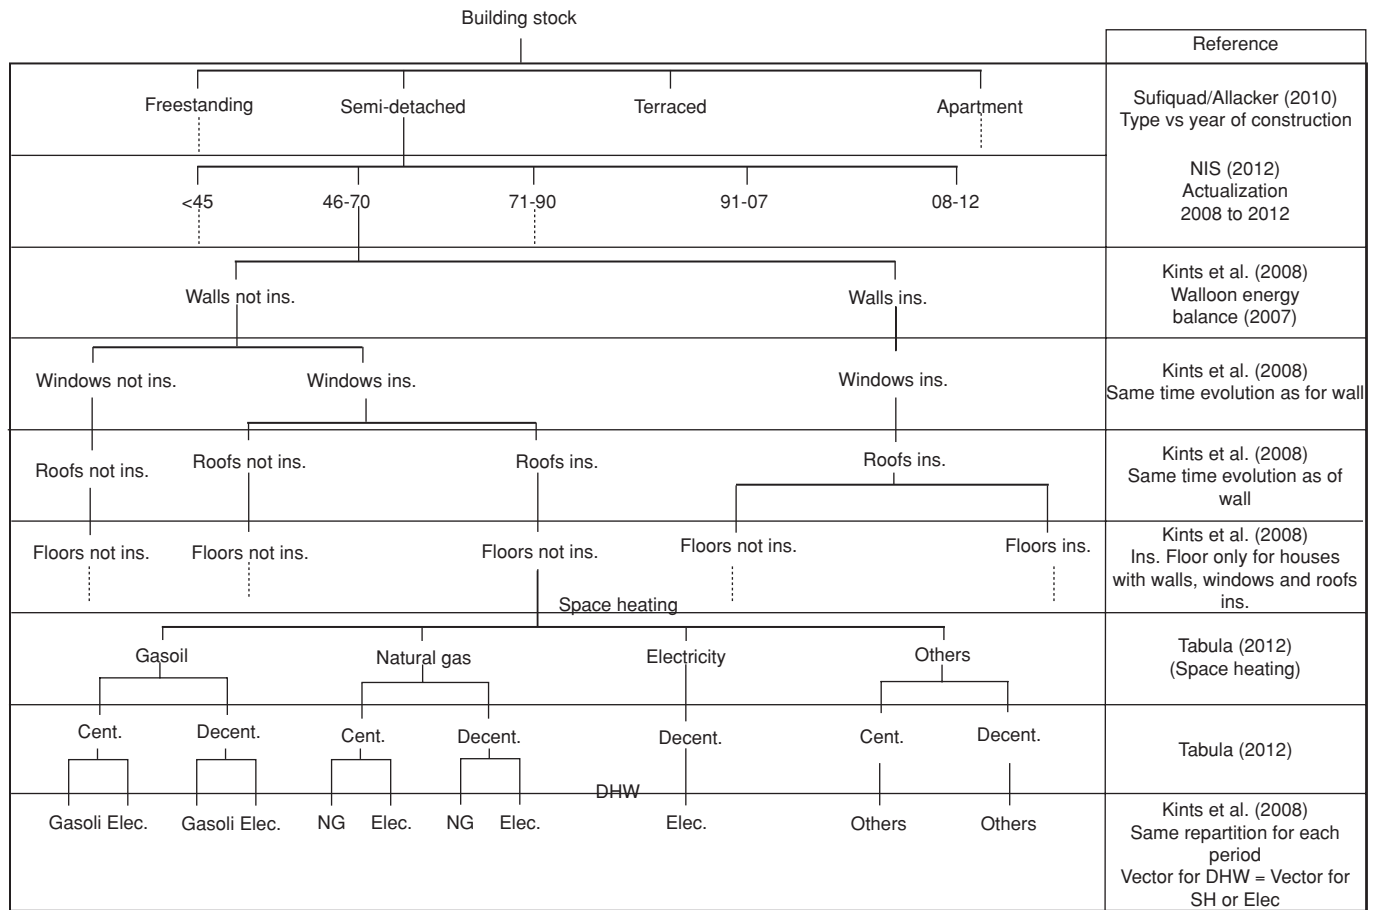 Building stock
Reference
Freestanding Semi-detached Terraced Apartment
Sufiquad/Allacker (2010)
Type vs year of construction
NIS (2012)
Actualization
2008 to 2012
<45 46-70 71-90 91-07 08-12
Walls not ins. Walls ins.
Kints et al. (2008)
Walloon energy
balance (2007)
Windows not ins. Windows ins. Windows ins.
Kints et al. (2008)
Same time evolution as for wall
Roofs not ins. Roofs not ins. Roofs ins. Roofs ins.
Kints et al. (2008)
Same time evolution as of
wall
Floors not ins. Floors not ins. Floors not ins. Floors not ins. Floors ins.
Kints et al. (2008)
Ins. Floor only for houses
with walls, windows and roofs
ins.
Space heating
Gasoil Natural gas Electricity Others
Tabula (2012)
(Space heating)
Cent. Decent. Cent. Decent. Decent. Cent. Decent.
Tabula (2012)
DHW
Gasoli Elec. Gasoli Elec. NG Elec. NG Elec. Elec. Others Others
Kints et al. (2008)
Same repartition for each
period
Vector for DHW = Vector for
SH or Elec